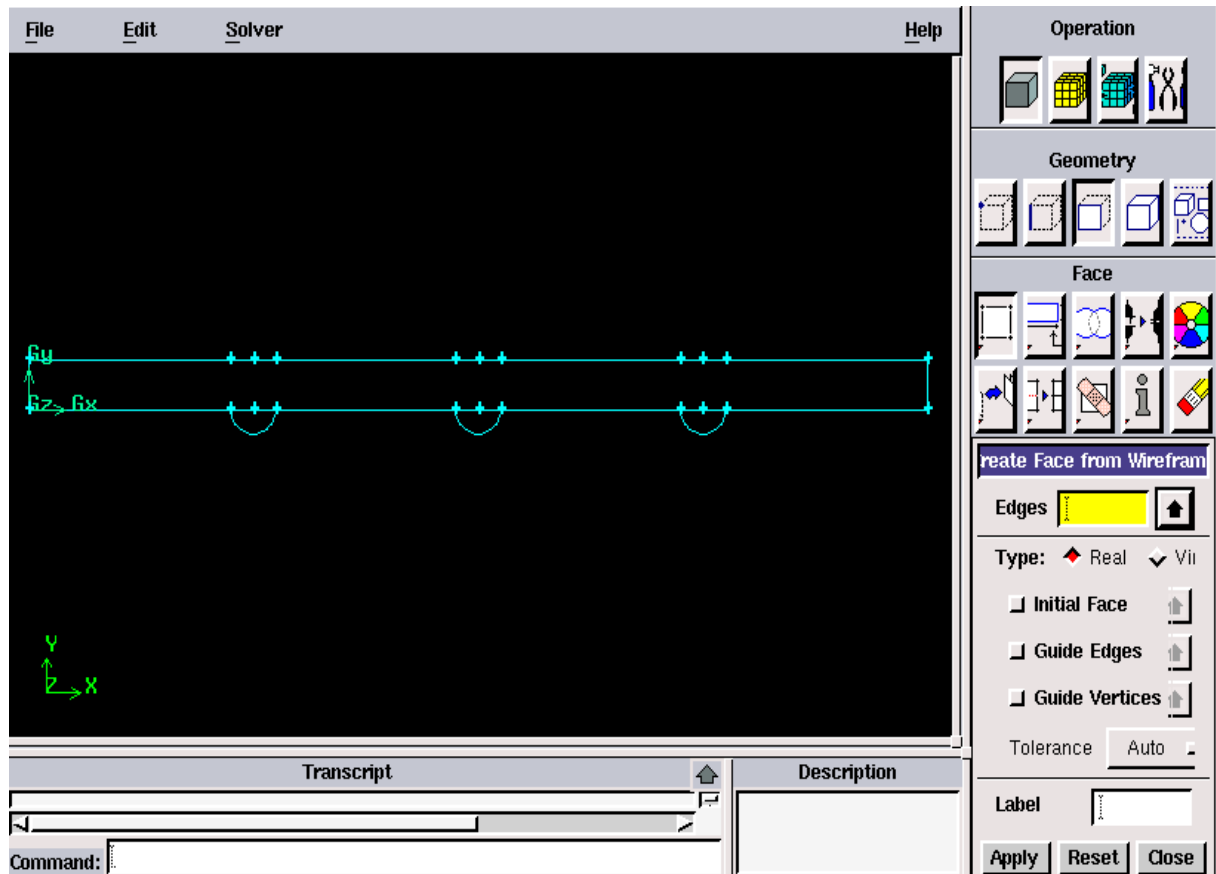 File Edit Solver Help
Operation
Geometry
Face
Gy
Gz Gx
Y
Z X
Transcript
Description
Command:
reate Face from Wirefram
Edges
Type: Real Vir
Initial Face
Guide Edges
Guide Vertices
Tolerance Auto
Label
Apply Reset Close